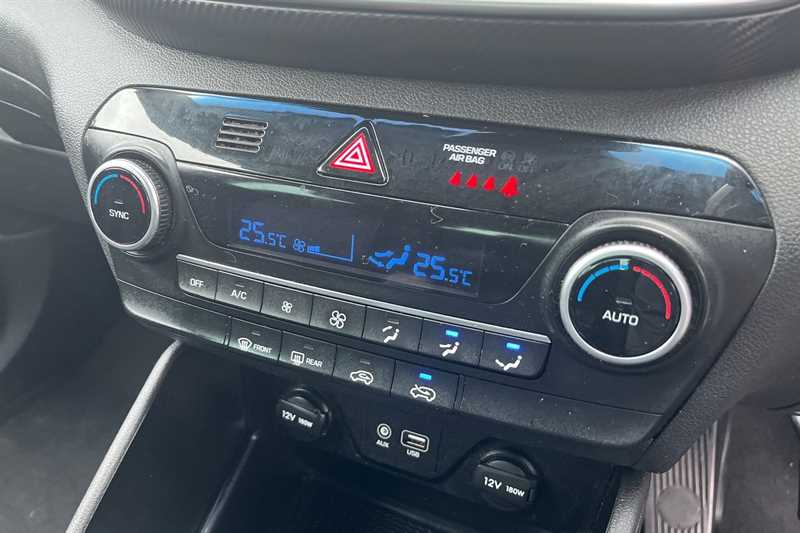 PASSENGER
AIR BAG
SYNC
25.5°C
25.5°C
AUTO
OFF
A/C
FRONT
REAR
12V 180W
AUX
USB
12V 180W